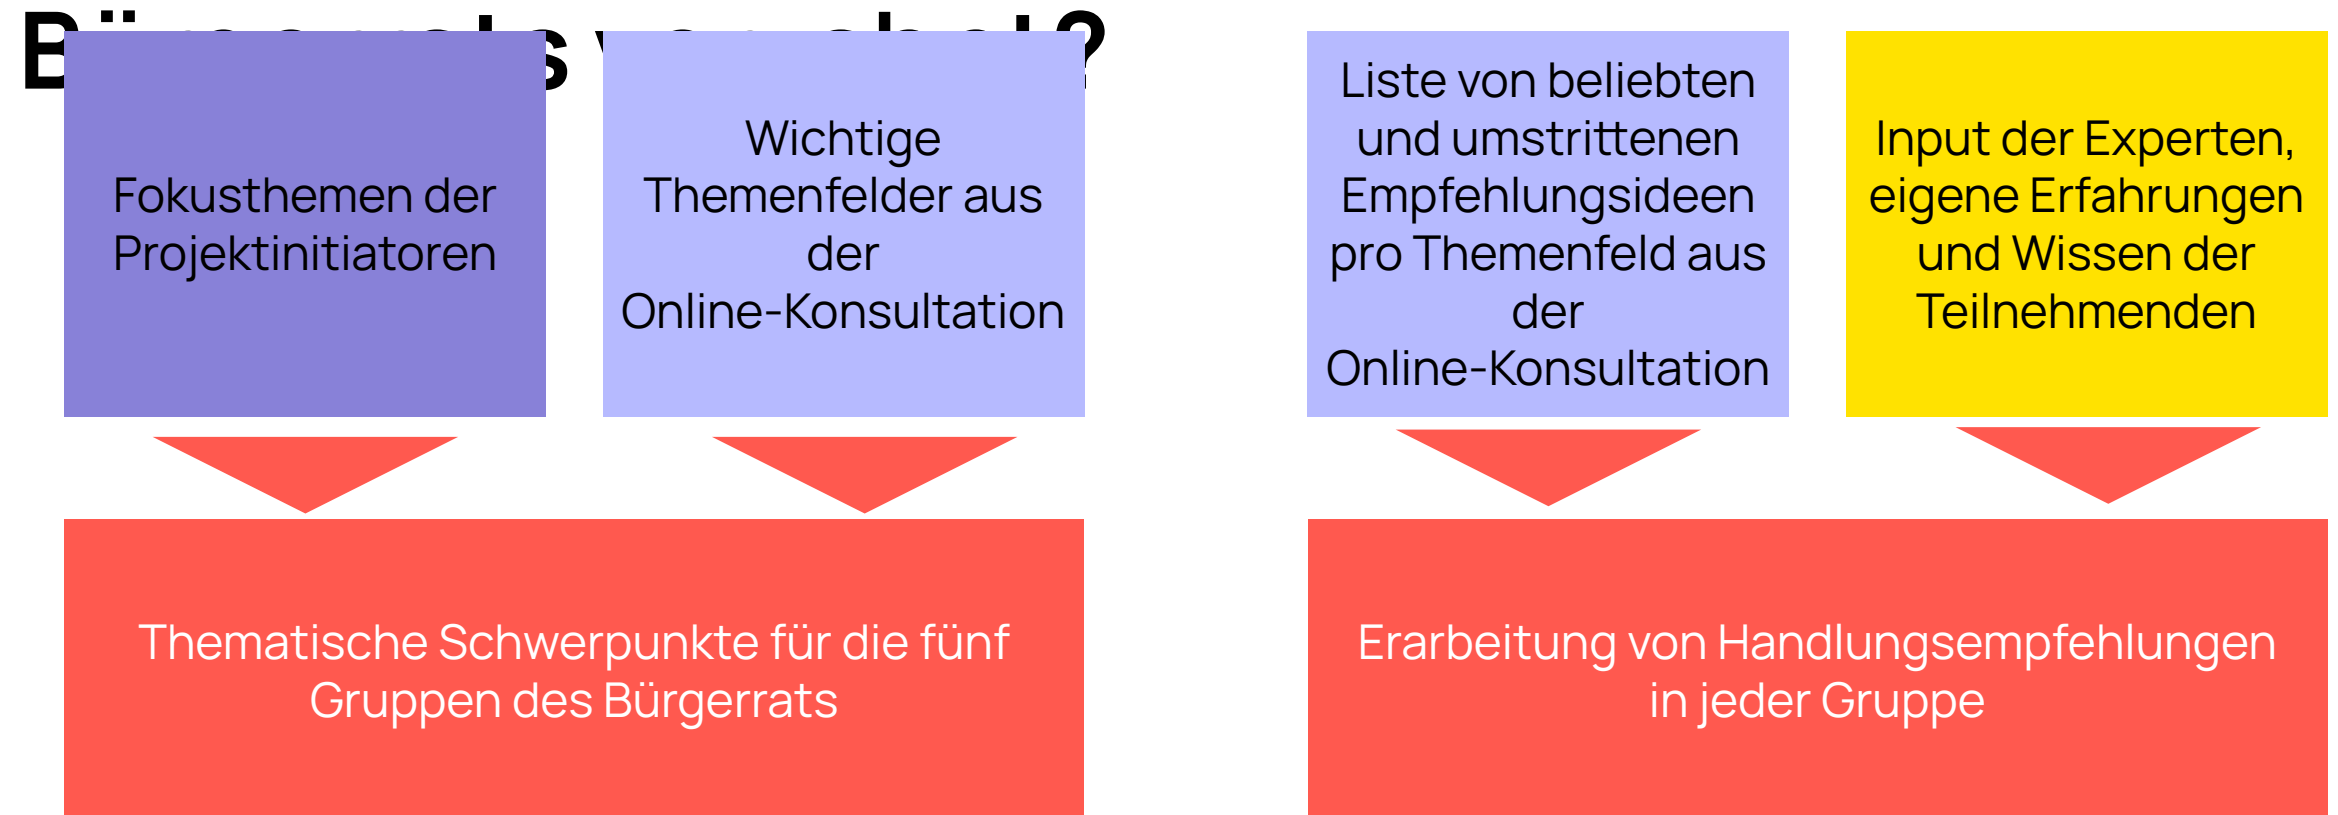 Fokusthemen der
Projektinitiatoren
Wichtige
Themenfelder aus
der
Online-Konsultation
Liste von beliebten
und umstrittenen
Empfehlungsideen
pro Themenfeld aus
der
Online-Konsultation
Input der Experten,
eigene Erfahrungen
und Wissen der
Teilnehmenden
Thematische Schwerpunkte für die fünf
Gruppen des Bürgerrats
Erarbeitung von Handlungsempfehlungen
in jeder Gruppe